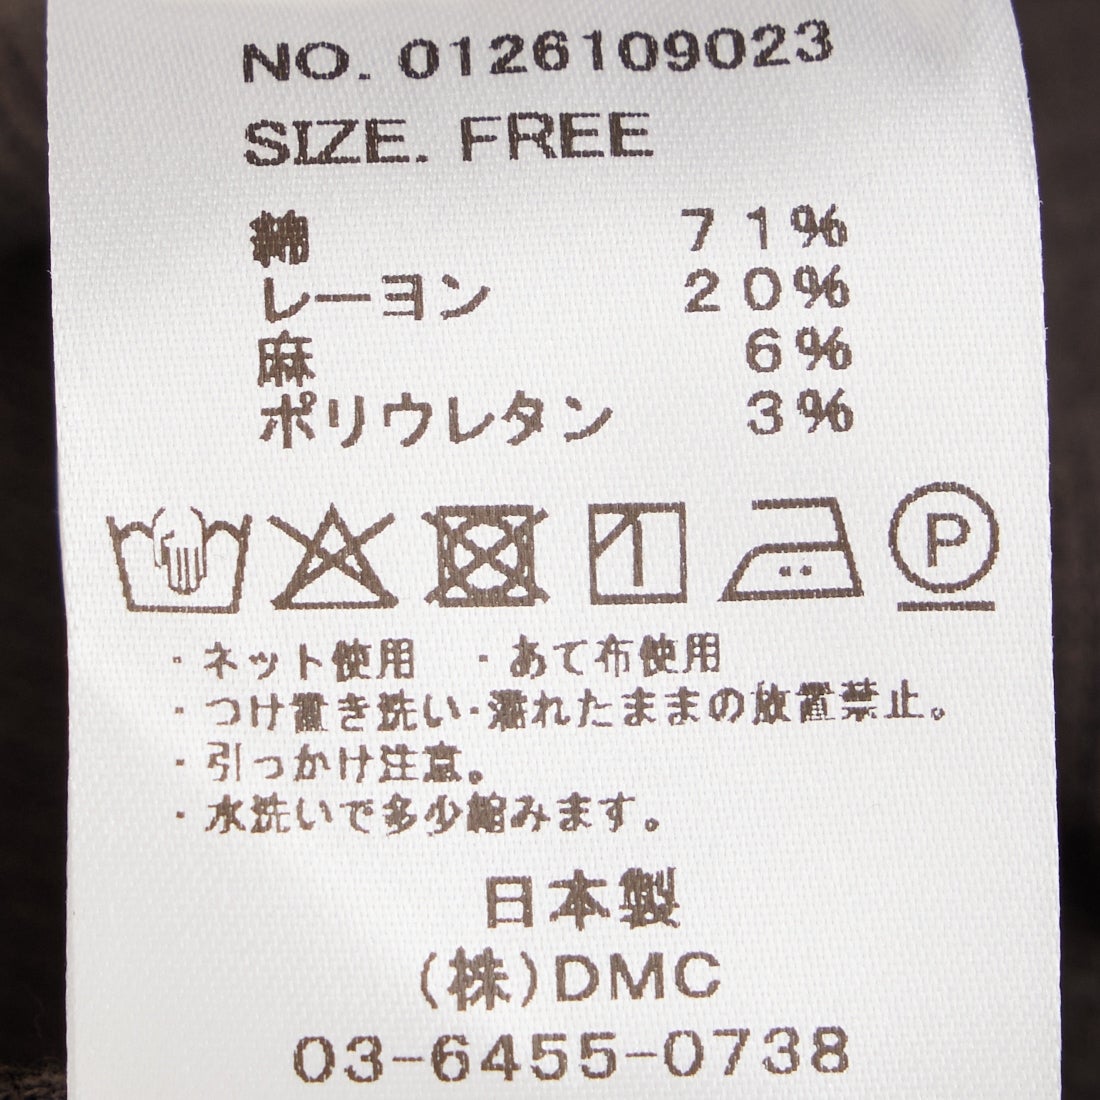 NO. 0126109023
SIZE. FREE
綿 71%
レーヨン 20%
麻 6%
ポリウレタン 3%
P
・ネット使用 ・あて布使用
・つけ置き洗い・濡れたままの放置禁止。
・引っかけ注意。
・水洗いで多少縮みます。
日本製
(株)DMC
03-6455-0738